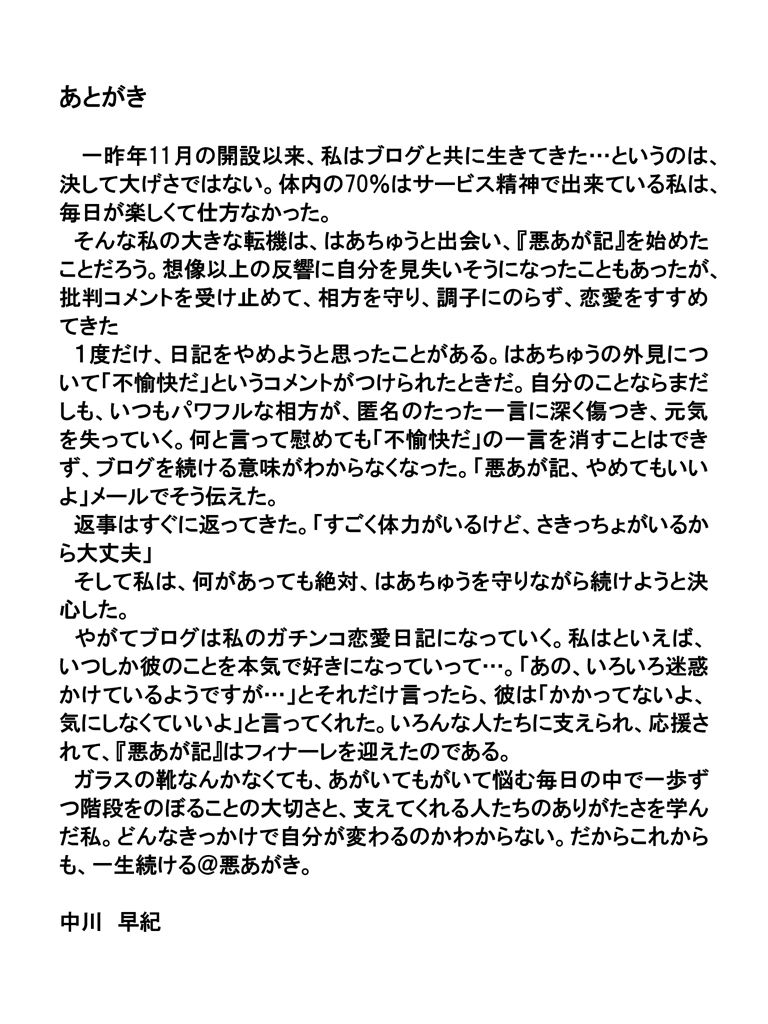 あとがき
　一昨年11月の開設以来、私はブログと共に生きてきた…というのは、
決して大げさではない。体内の70％はサービス精神で出来ている私は、
毎日が楽しくて仕方なかった。
　そんな私の大きな転機は、はあちゅうと出会い、『悪あが記』を始めた
ことだろう。想像以上の反響に自分を見失いそうになったこともあったが、
批判コメントを受け止めて、相方を守り、調子にのらず、恋愛をすすめ
てきた
　１度だけ、日記をやめようと思ったことがある。はあちゅうの外見につ
いて「不愉快だ」というコメントがつけられたときだ。自分のことならまだ
しも、いつもパワフルな相方が、匿名のたった一言に深く傷つき、元気
を失っていく。何と言って慰めても「不愉快だ」の一言を消すことはでき
ず、ブログを続ける意味がわからなくなった。「悪あが記、やめてもいい
よ」メールでそう伝えた。
　返事はすぐに返ってきた。「すごく体力がいるけど、さきっちょがいるか
ら大丈夫」
　そして私は、何があっても絶対、はあちゅうを守りながら続けようと決
心した。
　やがてブログは私のガチンコ恋愛日記になっていく。私はといえば、
いつしか彼のことを本気で好きになっていって…。「あの、いろいろ迷惑
かけているようですが…」とそれだけ言ったら、彼は「かかってないよ、
気にしなくていいよ」と言ってくれた。いろんな人たちに支えられ、応援さ
れて、『悪あが記』はフィナーレを迎えたのである。
　ガラスの靴なんかなくても、あがいてもがいて悩む毎日の中で一歩ず
つ階段をのぼることの大切さと、支えてくれる人たちのありがたさを学ん
だ私。どんなきっかけで自分が変わるのかわからない。だからこれから
も、一生続ける＠悪あがき。
中川　早紀